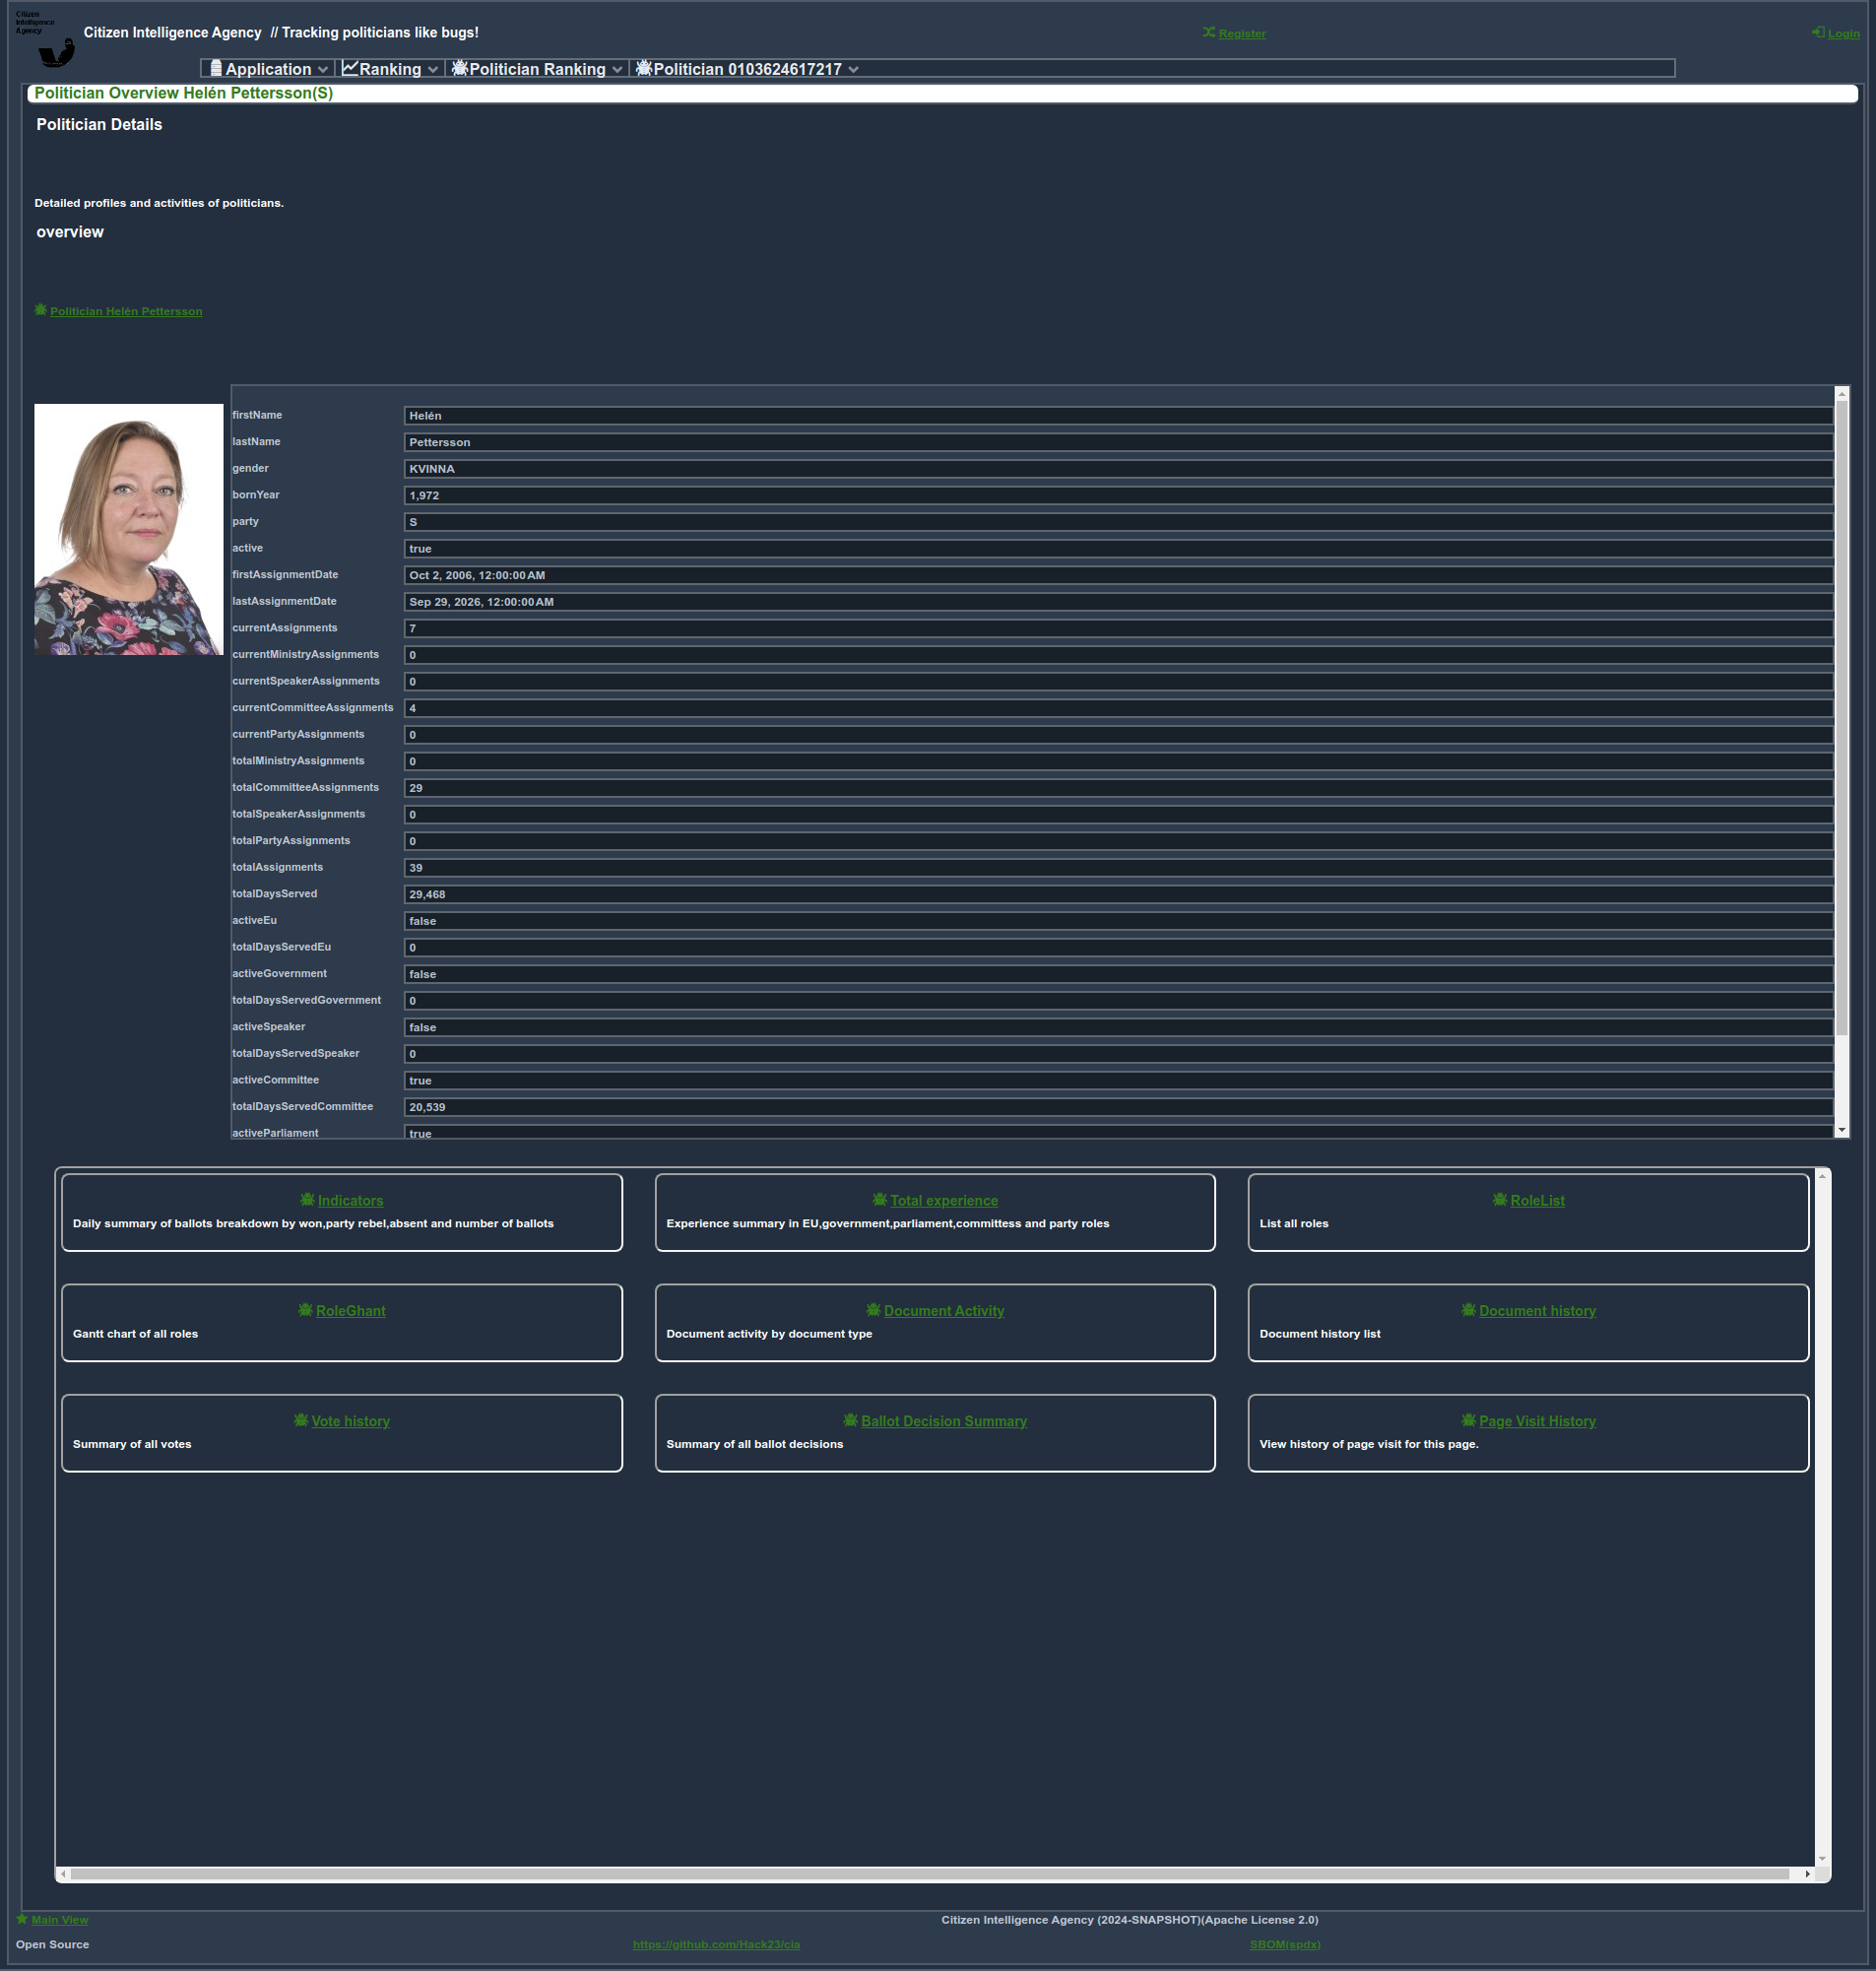 Citizen
Intelligence
Agency
Citizen Intelligence Agency // Tracking politicians like bugs!
Register
Login
Application
Ranking
Politician Ranking
Politician 0103624617217
Politician Overview Helén Pettersson(S)
Politician Details
Detailed profiles and activities of politicians.
overview
Politician Helén Pettersson
firstName Helén
lastName Pettersson
gender KVINNA
bornYear 1,972
party S
active true
firstAssignmentDate Oct 2, 2006, 12:00:00 AM
lastAssignmentDate Sep 29, 2026, 12:00:00 AM
currentAssignments 7
currentMinistryAssignments 0
currentSpeakerAssignments 0
currentCommitteeAssignments 4
currentPartyAssignments 0
totalMinistryAssignments 0
totalCommitteeAssignments 29
totalSpeakerAssignments 0
totalPartyAssignments 0
totalAssignments 39
totalDaysServed 29,468
activeEu false
totalDaysServedEu 0
activeGovernment false
totalDaysServedGovernment 0
activeSpeaker false
totalDaysServedSpeaker 0
activeCommittee true
totalDaysServedCommittee 20,539
activeParliament true
Indicators
Daily summary of ballots breakdown by won,party rebel,absent and number of ballots
Total experience
Experience summary in EU,government,parliament,committess and party roles
RoleList
List all roles
RoleGhant
Gantt chart of all roles
Document Activity
Document activity by document type
Document history
Document history list
Vote history
Summary of all votes
Ballot Decision Summary
Summary of all ballot decisions
Page Visit History
View history of page visit for this page.
Main View
Citizen Intelligence Agency (2024-SNAPSHOT)(Apache License 2.0)
Open Source
https://github.com/Hack23/cia
SBOM(spdx)